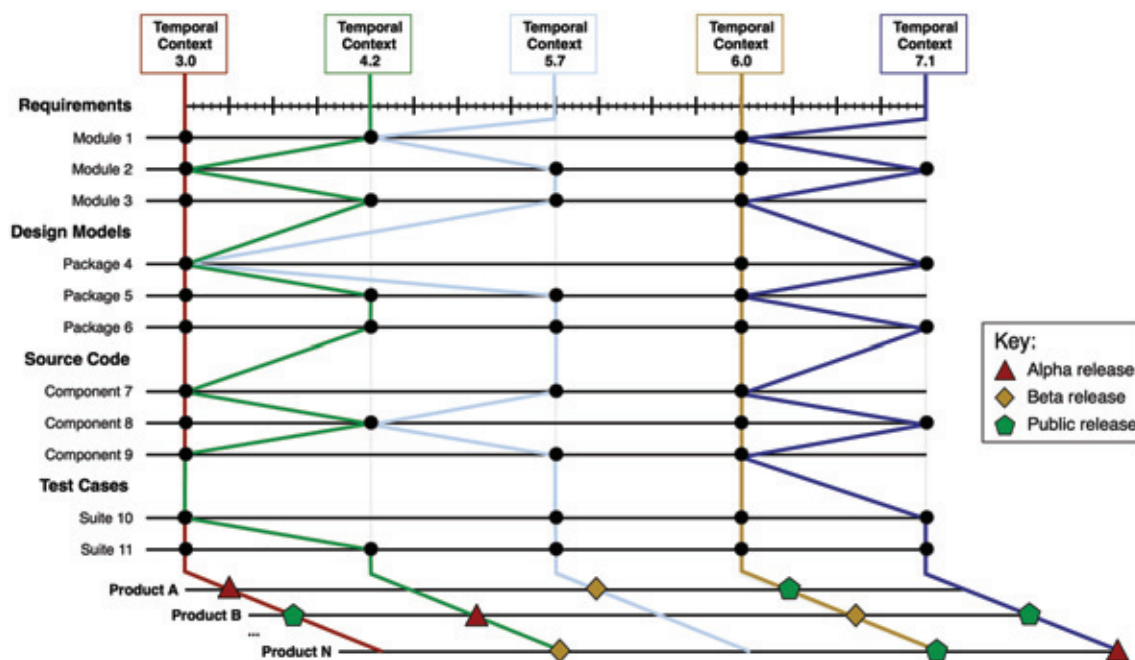 Temporal
Context
3.0
Temporal
Context
4.2
Temporal
Context
5.7
Temporal
Context
6.0
Temporal
Context
7.1
Requirements
Module 1
Module 2
Module 3
Design Models
Package 4
Package 5
Package 6
Source Code
Component 7
Component 8
Component 9
Test Cases
Suite 10
Suite 11
Product A
Product B
...
Product N
Key:
Alpha release
Beta release
Public release